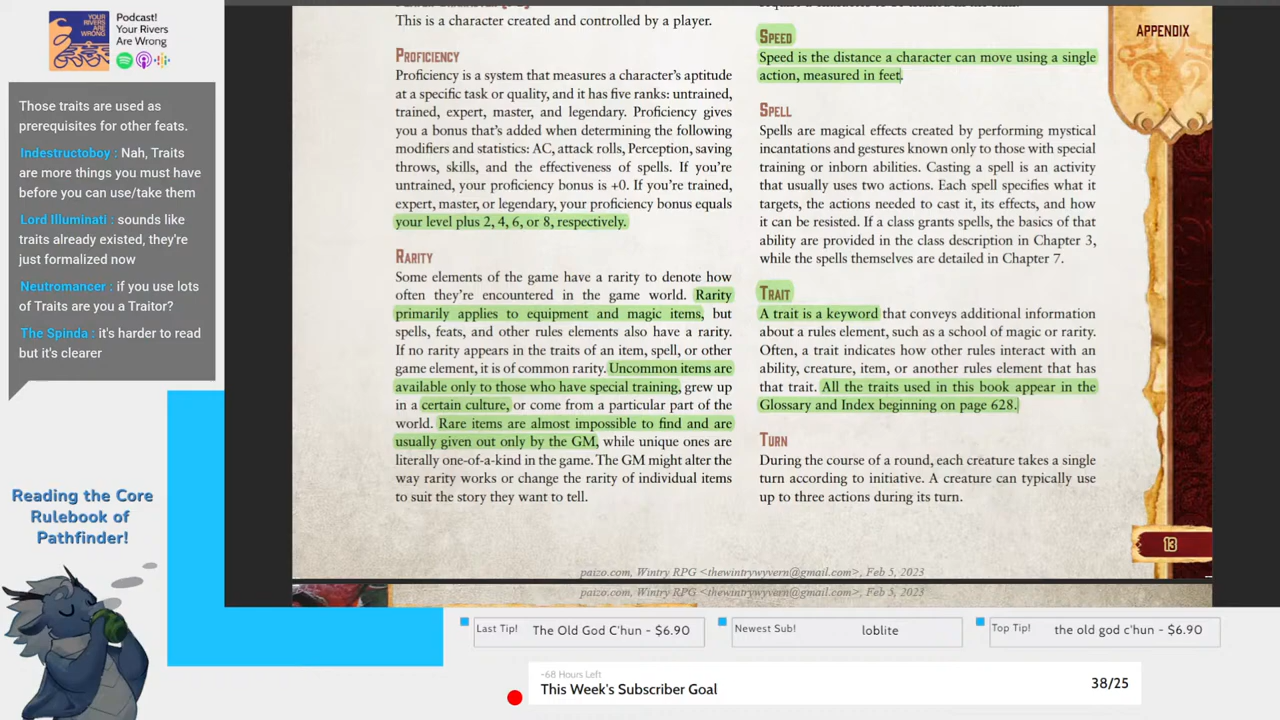 YOUR
RIVERS
ARE
WRONG
Podcast!
Your Rivers
Are Wrong
Those traits are used as
prerequisites for other feats.
Indestructoboy : Nah, Traits
are more things you must have
before you can use/take them
Lord Illuminati : sounds like
traits already existed, they're
just formalized now
Neutromancer : if you use lots
of Traits are you a Traitor?
The Spinda : it's harder to read
but it's clearer
Reading the Core
Rulebook of
Pathfinder!
This is a character created and controlled by a player.
PROFICIENCY
Proficiency is a system that measures a character's aptitude
at a specific task or quality, and it has five ranks: untrained,
trained, expert, master, and legendary. Proficiency gives
you a bonus that's added when determining the following
modifiers and statistics: AC, attack rolls, Perception, saving
throws, skills, and the effectiveness of spells. If you're
untrained, your proficiency bonus is +0. If you're trained,
expert, master, or legendary, your proficiency bonus equals
your level plus 2, 4, 6, or 8, respectively.
RARITY
Some elements of the game have a rarity to denote how
often they're encountered in the game world. Rarity
primarily applies to equipment and magic items, but
spells, feats, and other rules elements also have a rarity.
If no rarity appears in the traits of an item, spell, or other
game element, it is of common rarity. Uncommon items are
available only to those who have special training, grew up
in a certain culture, or come from a particular part of the
world. Rare items are almost impossible to find and are
usually given out only by the GM, while unique ones are
literally one-of-a-kind in the game. The GM might alter the
way rarity works or change the rarity of individual items
to suit the story they want to tell.
SPEED
Speed is the distance a character can move using a single
action, measured in feet.
SPELL
Spells are magical effects created by performing mystical
incantations and gestures known only to those with special
training or inborn abilities. Casting a spell is an activity
that usually uses two actions. Each spell specifies what it
targets, the actions needed to cast it, its effects, and how
it can be resisted. If a class grants spells, the basics of that
ability are provided in the class description in Chapter 3,
while the spells themselves are detailed in Chapter 7.
TRAIT
A trait is a keyword that conveys additional information
about a rules element, such as a school of magic or rarity.
Often, a trait indicates how other rules interact with an
ability, creature, item, or another rules element that has
that trait. All the traits used in this book appear in the
Glossary and Index beginning on page 628.
TURN
During the course of a round, each creature takes a single
turn according to initiative. A creature can typically use
up to three actions during its turn.
APPENDIX
13
paizo.com, Wintry RPG <thewintrywyvern@gmail.com>, Feb 5, 2023
paizo.com, Wintry RPG <thewintrywyvern@gmail.com>, Feb 5, 2023
Last Tip! The Old God C'hun - $6.90
Newest Sub! loblite
Top Tip! the old god c'hun - $6.90
-68 Hours Left
This Week's Subscriber Goal
38/25